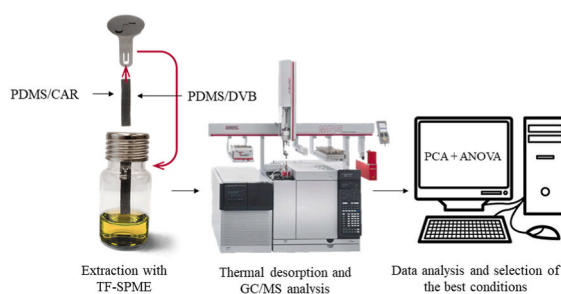 PDMS/CAR
PDMS/DVB
PCA + ANOVA
Extraction with
TF-SPME
Thermal desorption and
GC/MS analysis
Data analysis and selection of
the best conditions